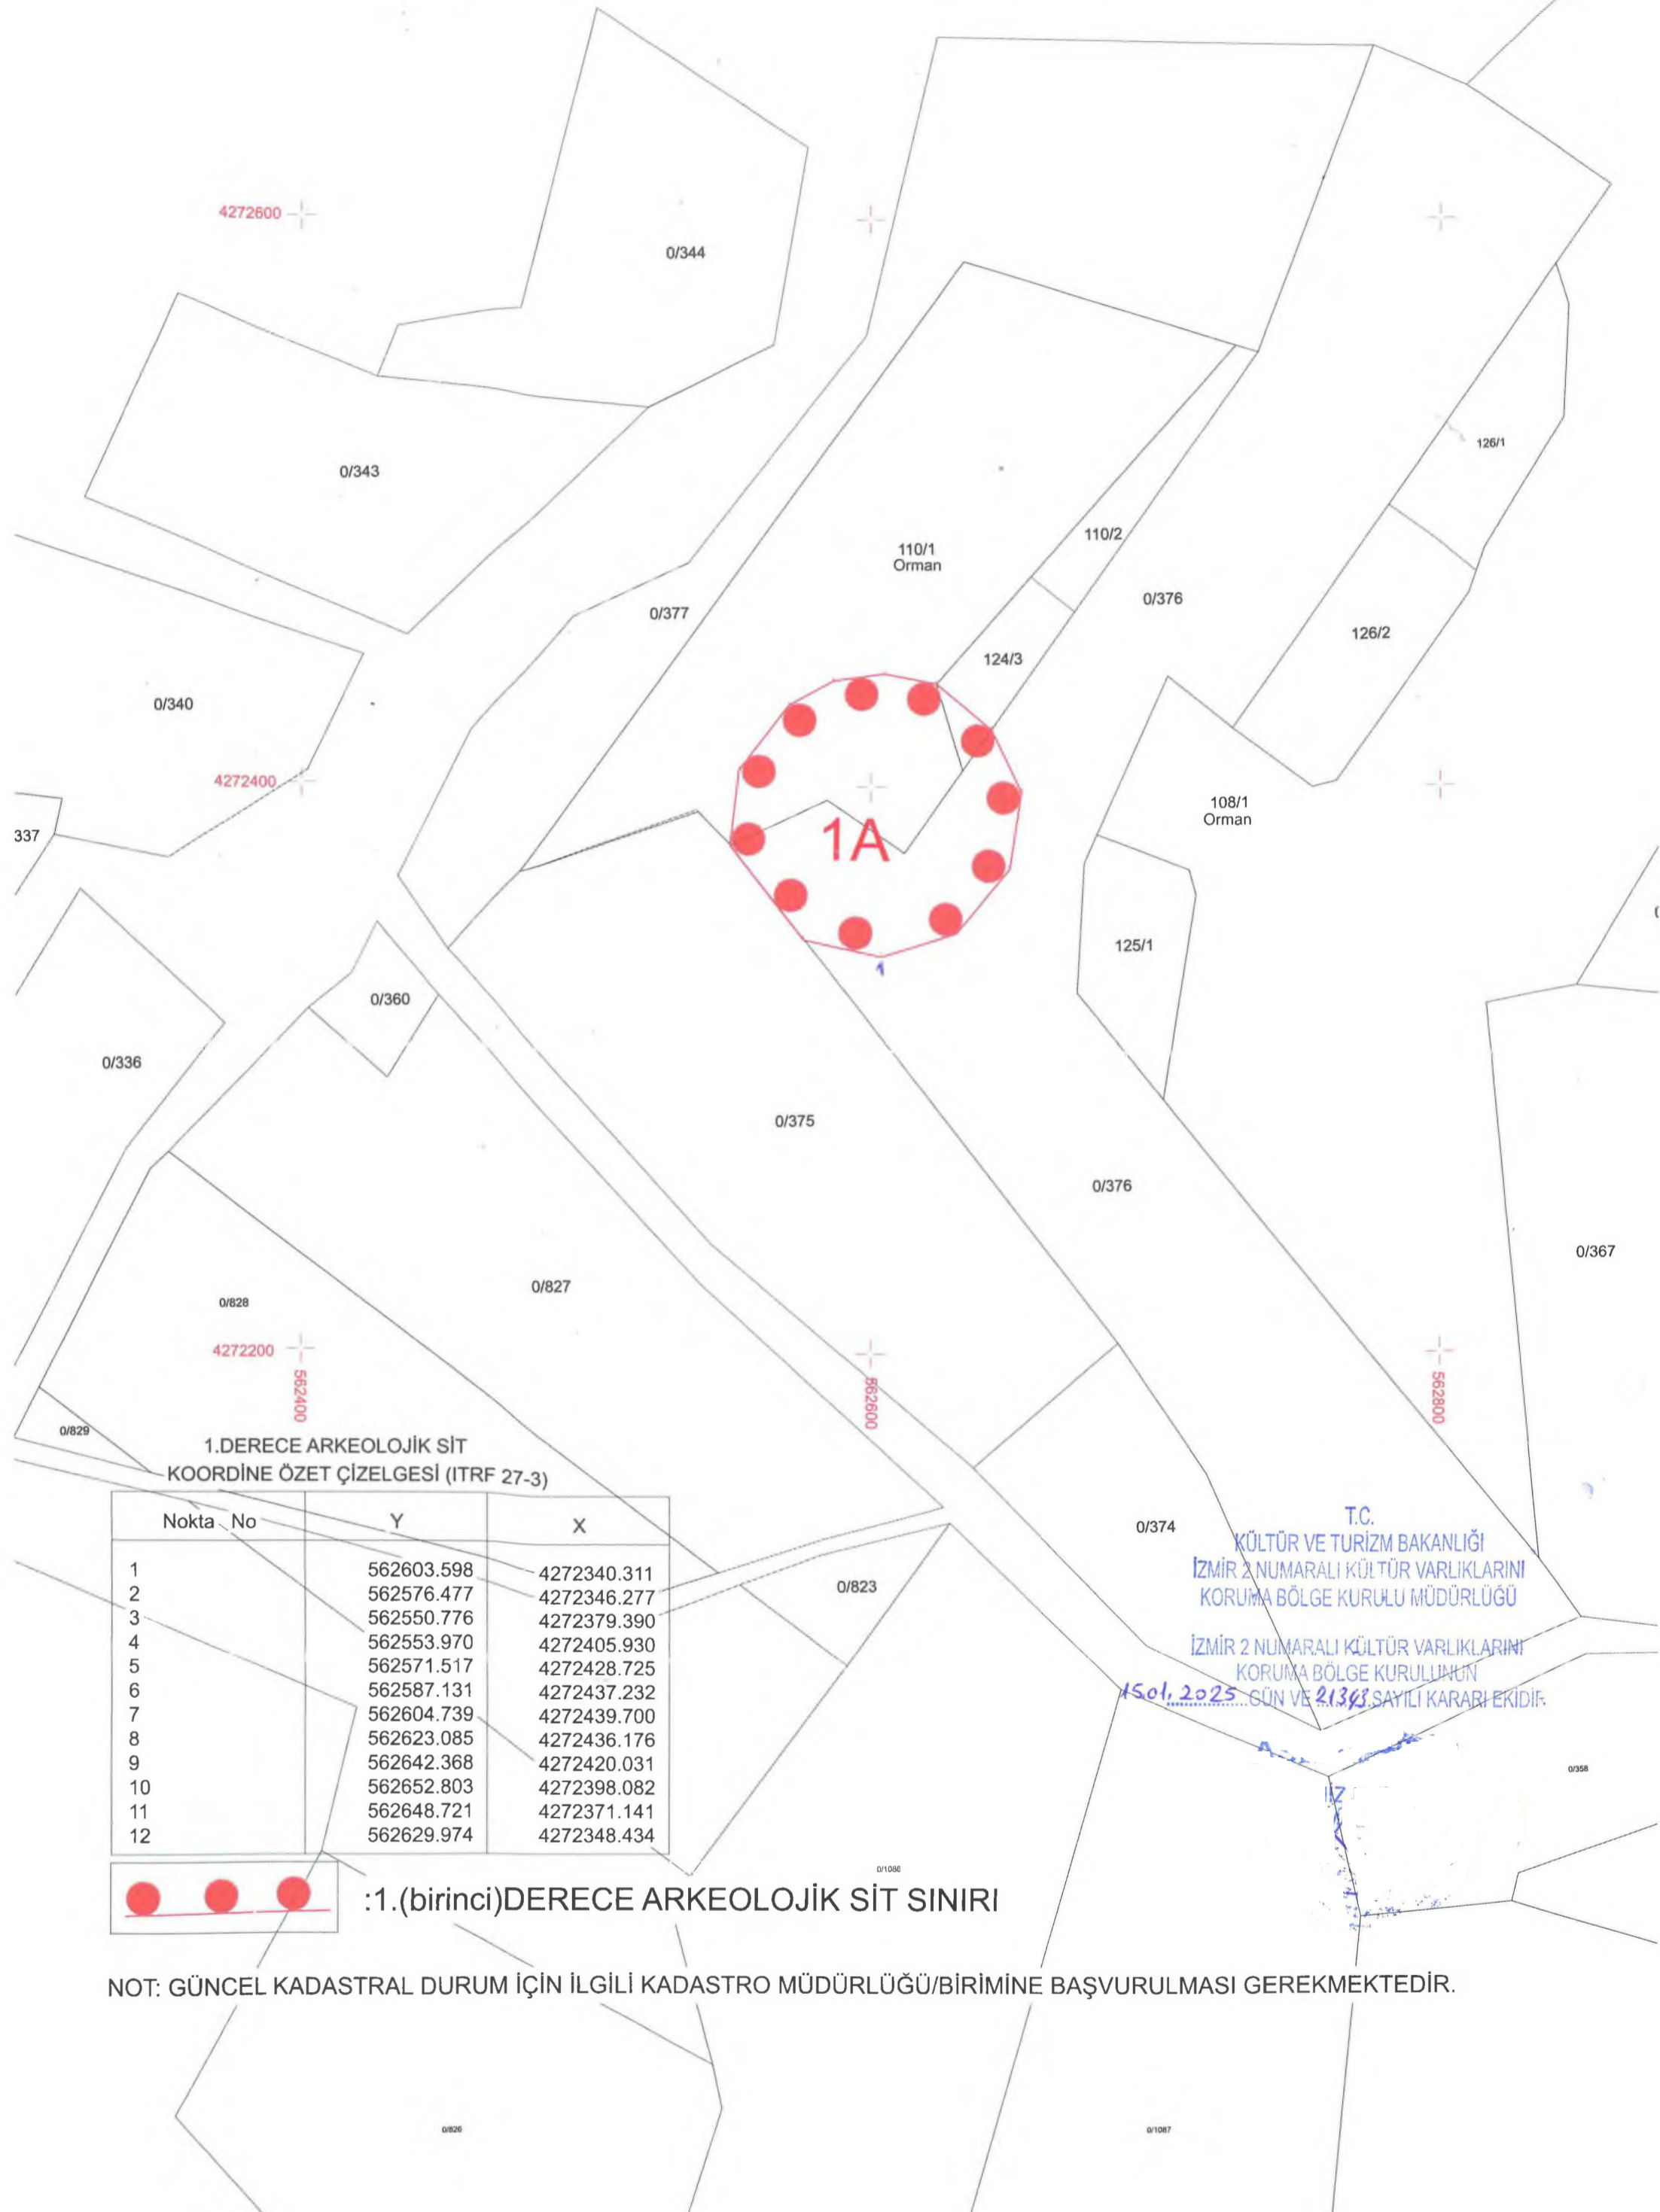 4272600
0/344
0/343
126/1
110/2
110/1
Orman
0/376
0/377
126/2
124/3
0/340
4272400
108/1
Orman
337
1A
125/1
1
0/360
0/336
0/375
0/376
0/367
0/827
0/828
4272200
562400
562600
562800
0/829
1.DERECE ARKEOLOJİK SİT
KOORDİNE ÖZET ÇİZELGESİ (ITRF 27-3)
Nokta No Y X
1 562603.598 4272340.311
2 562576.477 4272346.277
3 562550.776 4272379.390
4 562553.970 4272405.930
5 562571.517 4272428.725
6 562587.131 4272437.232
7 562604.739 4272439.700
8 562623.085 4272436.176
9 562642.368 4272420.031
10 562652.803 4272398.082
11 562648.721 4272371.141
12 562629.974 4272348.434
0/374
0/823
T.C.
KÜLTÜR VE TURİZM BAKANLIĞI
İZMİR 2 NUMARALI KÜLTÜR VARLIKLARINI
KORUMA BÖLGE KURULU MÜDÜRLÜĞÜ
İZMİR 2 NUMARALI KÜLTÜR VARLIKLARINI
KORUMA BÖLGE KURULUNUN
15.01.2025 GÜN VE 21343 SAYILI KARARI EKİDİR.
0/358
0/1086
:1.(birinci)DERECE ARKEOLOJİK SİT SINIRI
NOT: GÜNCEL KADASTRAL DURUM İÇİN İLGİLİ KADASTRO MÜDÜRLÜĞÜ/BİRİMİNE BAŞVURULMASI GEREKMEKTEDİR.
0/826
0/1087